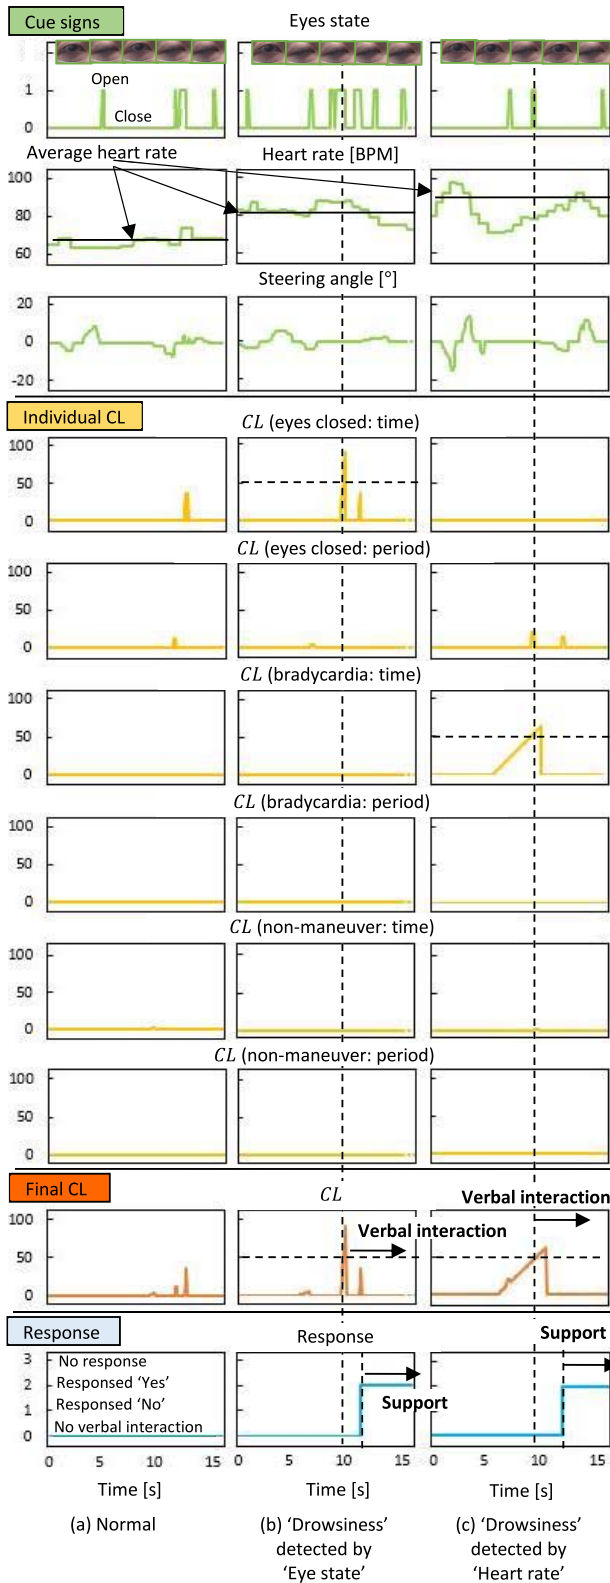 Cue signs
Eyes state
Open
Close
1
0
Average heart rate
Heart rate [BPM]
100
80
60
Steering angle [°]
20
0
-20
Individual CL
CL (eyes closed: time)
100
50
0
CL (eyes closed: period)
100
50
0
CL (bradycardia: time)
100
50
0
CL (bradycardia: period)
100
50
0
CL (non-maneuver: time)
100
50
0
CL (non-maneuver: period)
100
50
0
Final CL
CL
Verbal interaction
Verbal interaction
100
50
0
Response
Response
Support
3
2
1
0
No response
Responsed ‘Yes’
Responsed ‘No’
No verbal interaction
Support
0 5 10 15 0 5 10 15 0 5 10 15
Time [s] Time [s] Time [s]
(a) Normal
(b) ‘Drowsiness’
detected by
‘Eye state’
(c) ‘Drowsiness’
detected by
‘Heart rate’